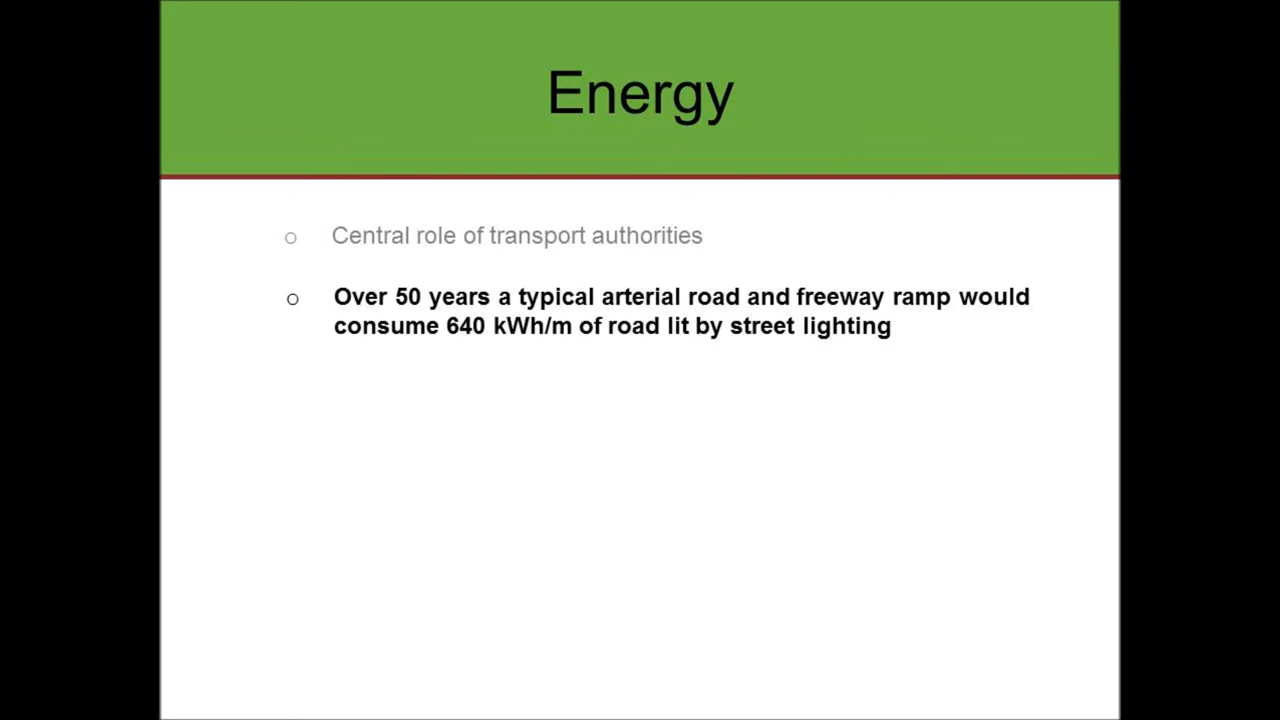 Energy
o Central role of transport authorities
o Over 50 years a typical arterial road and freeway ramp would
consume 640 kWh/m of road lit by street lighting